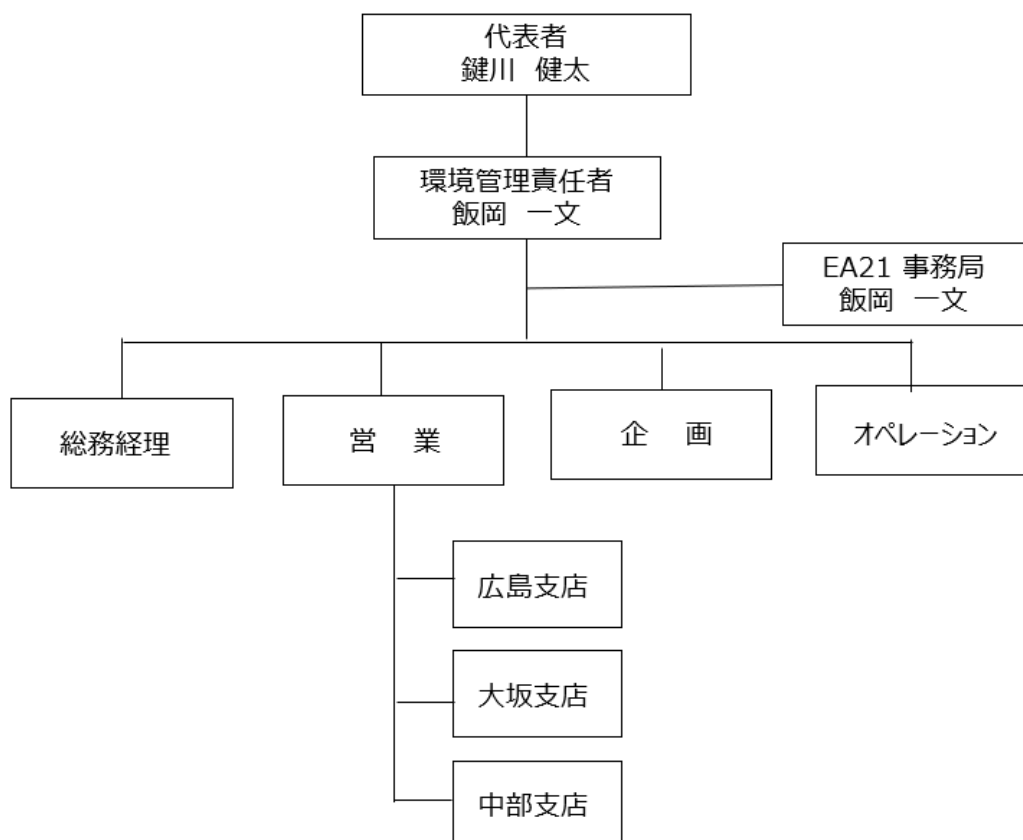 代表者
鍵川 健太
環境管理責任者
飯岡 一文
EA21 事務局
飯岡 一文
総務経理
営 業
企 画
オペレーション
広島支店
大坂支店
中部支店